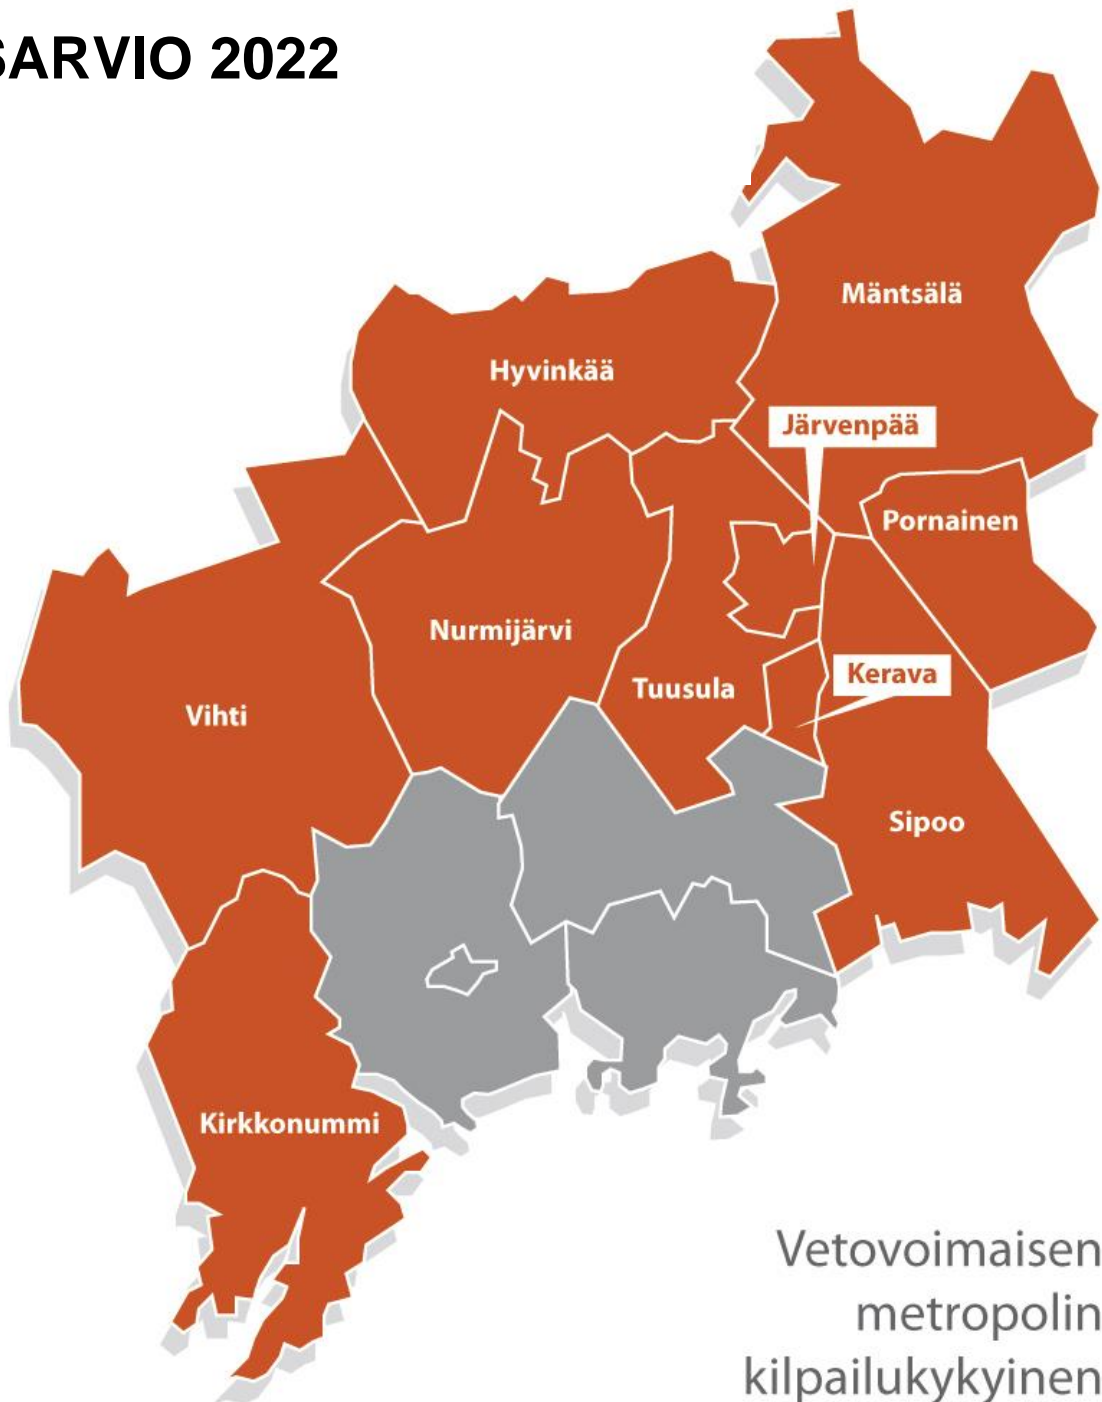 SARVIO 2022
Mäntsälä
Hyvinkää
Järvenpää
Pornainen
Nurmijärvi
Kerava
Tuusula
Vihti
Sipoo
Kirkkonummi
Vetovoimaisen
metropolin
kilpailukykyinen